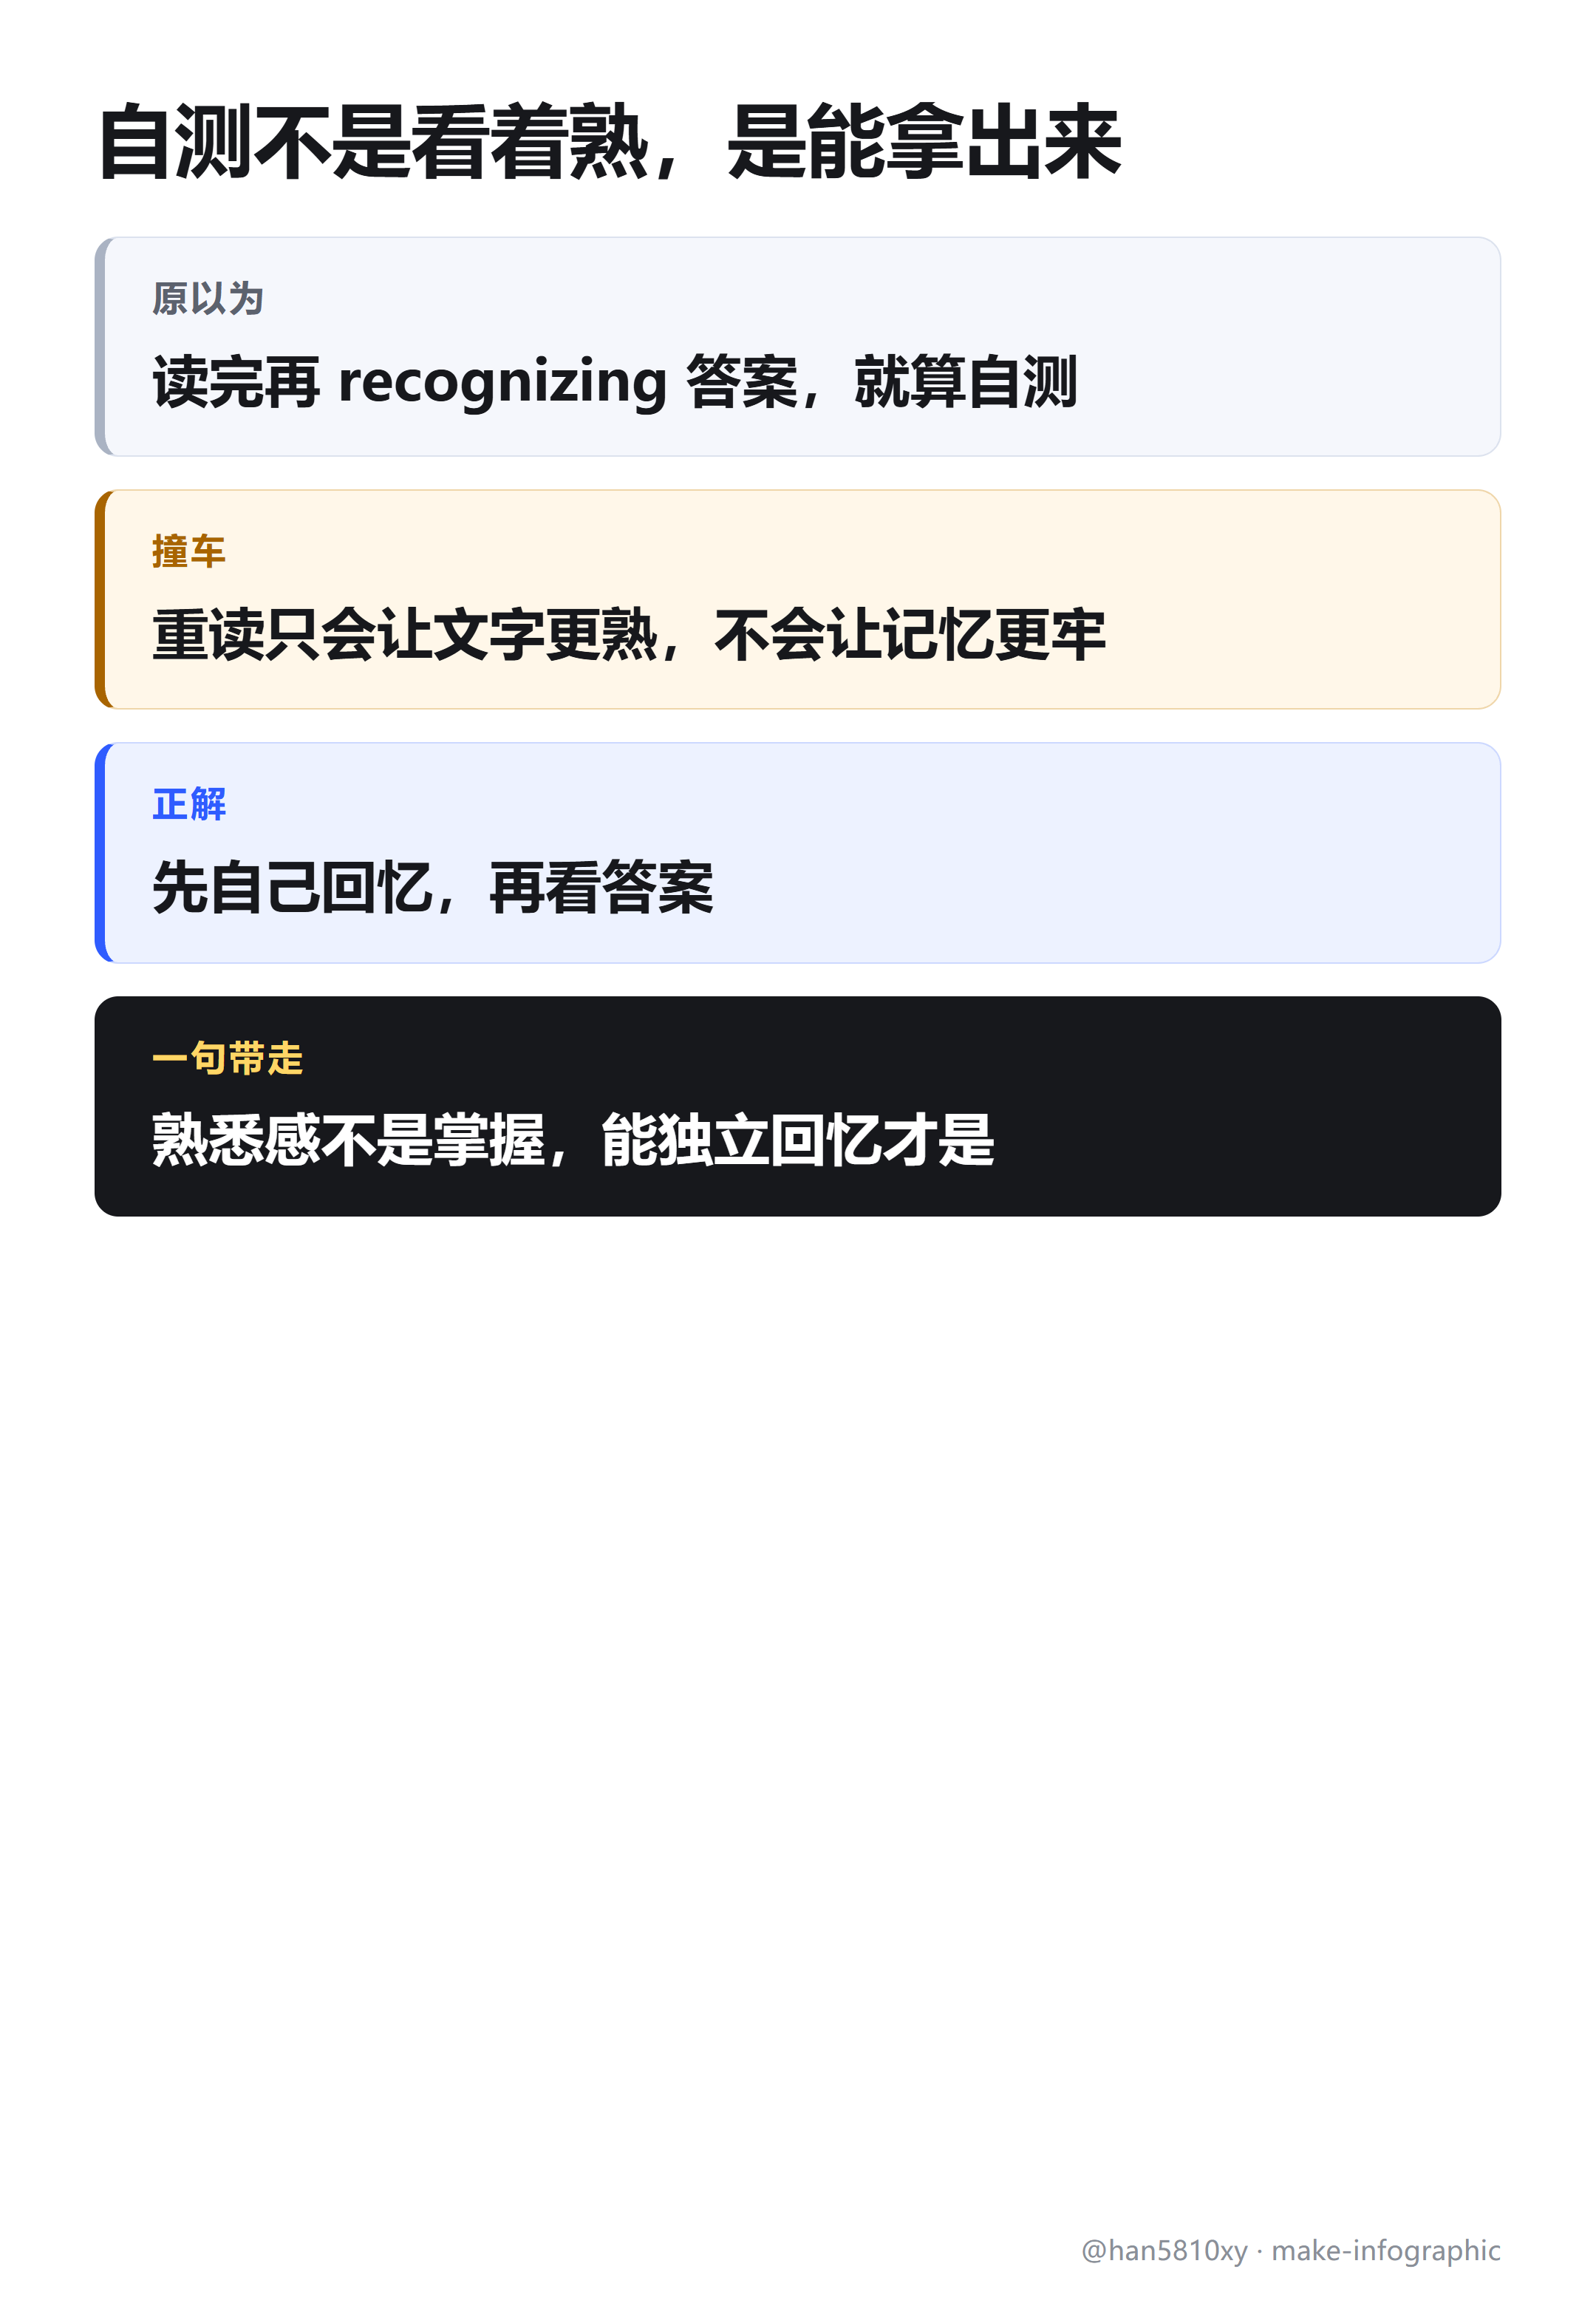 自测不是看着熟，是能拿出来
原以为
读完再 recognizing 答案，就算自测
撞车
重读只会让文字更熟，不会让记忆更牢
正解
先自己回忆，再看答案
一句带走
熟悉感不是掌握，能独立回忆才是
@han5810xy · make-infographic